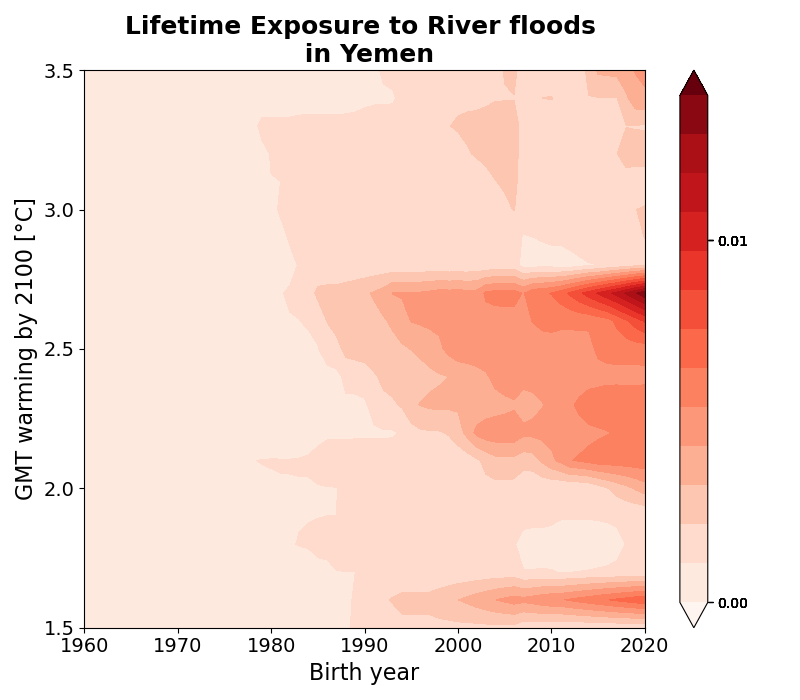 Lifetime Exposure to River floods
in Yemen
3.5
3.0
2.5
2.0
1.5
GMT warming by 2100 [°C]
1960 1970 1980 1990 2000 2010 2020
Birth year
0.01
0.00